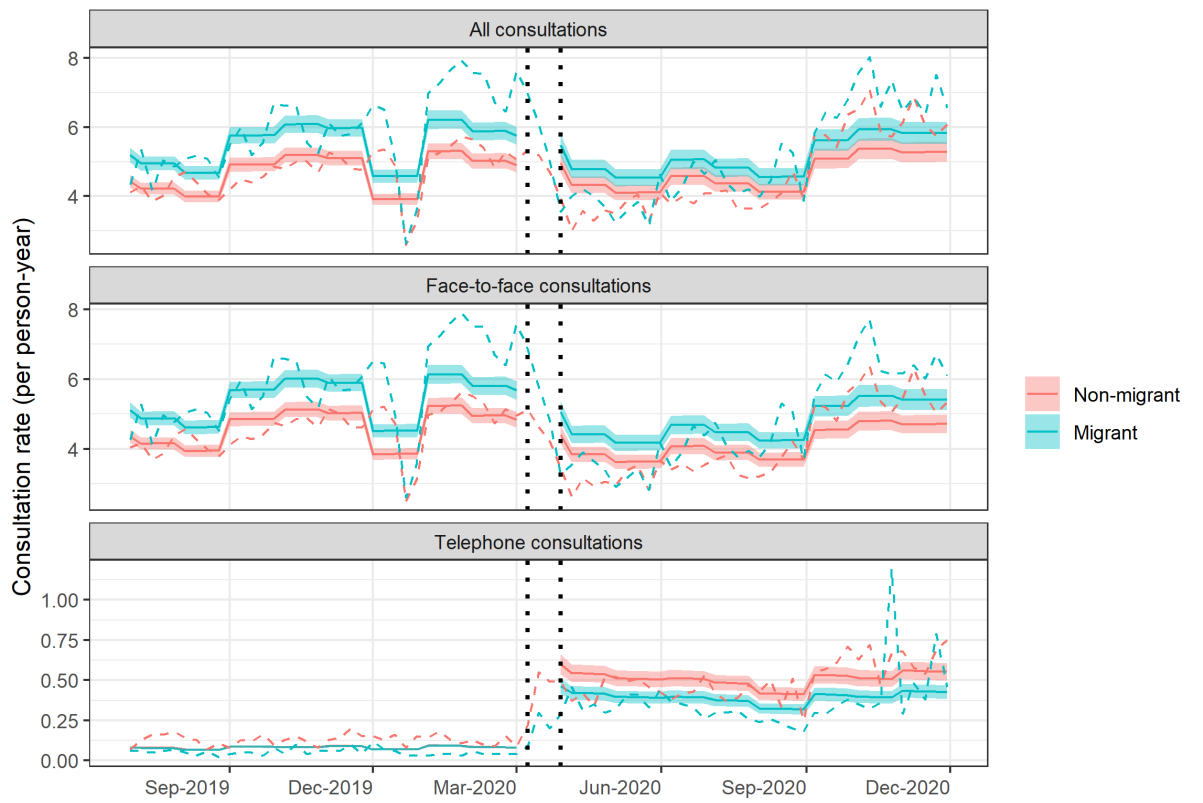 All consultations
8
6
4
Face-to-face consultations
8
6
4
Telephone consultations
1.00
0.75
0.50
0.25
0.00
Sep-2019 Dec-2019 Mar-2020 Jun-2020 Sep-2020 Dec-2020
Consultation rate (per person-year)
Non-migrant
Migrant